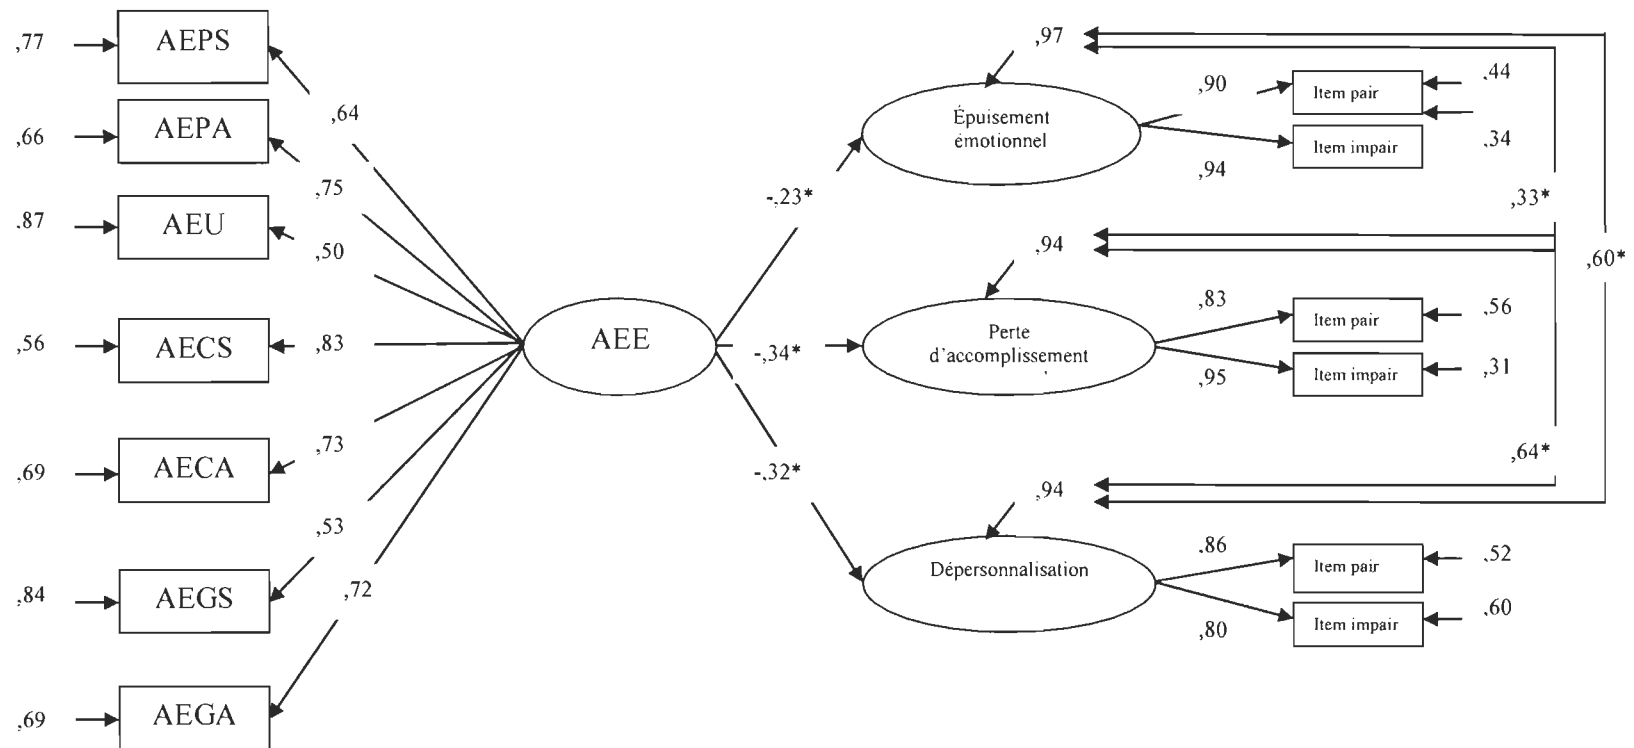 ,77
AEPS
,64
,66
AEPA
,75
.87
AEU
,50
,56
AECS
,83
,69
AECA
,73
,84
AEGS
,53
,69
AEGA
,72
AEE
-,23*
-,34*
-,32*
,97
Épuisement
émotionnel
,90
Item pair
,44
,94
Item impair
,34
,33*
,60*
,94
Perte
d'accomplissement
,83
Item pair
,56
,95
Item impair
,31
,64*
,94
Dépersonnalisation
,86
Item pair
,52
,80
Item impair
,60